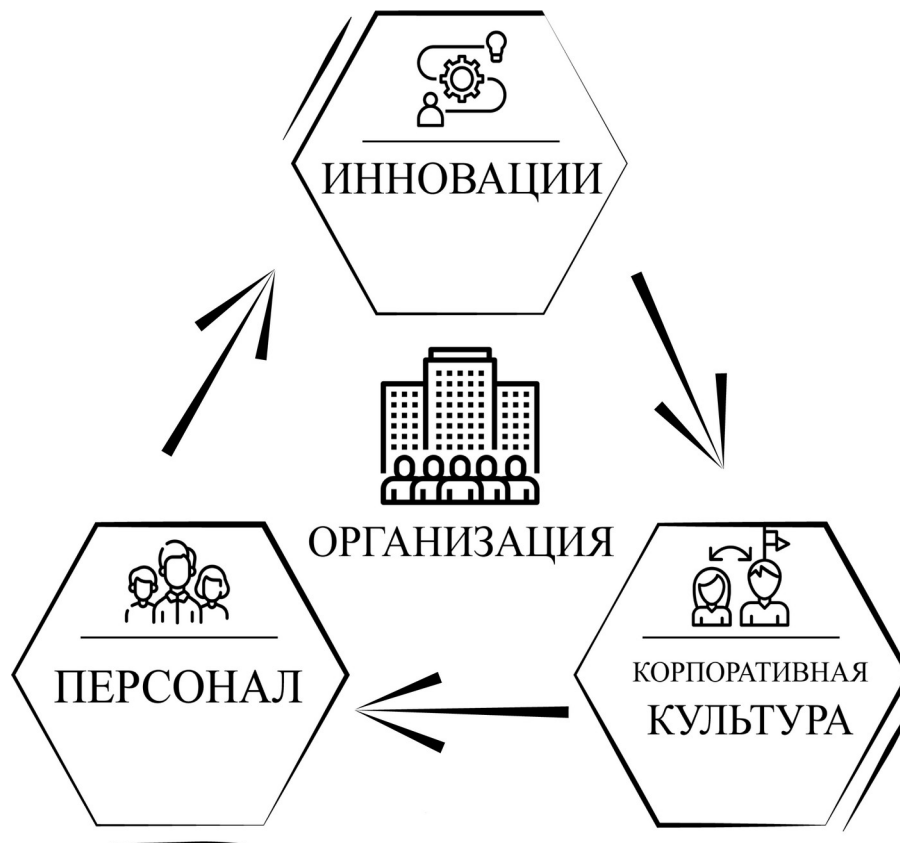 ИННОВАЦИИ
ОРГАНИЗАЦИЯ
ПЕРСОНАЛ
КОРПОРАТИВНАЯ
КУЛЬТУРА